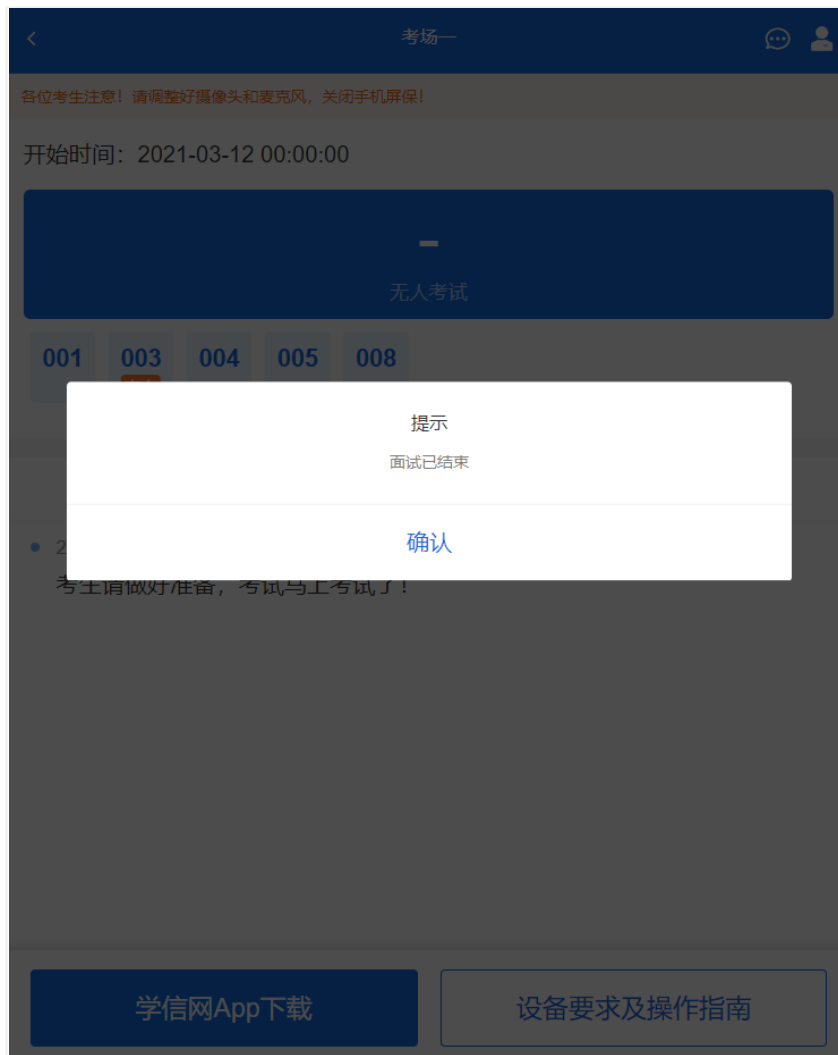 考场一
各位考生注意！请调整好摄像头和麦克风，关闭手机屏保！
开始时间：2021-03-12 00:00:00
-
无人考试
001 003 004 005 008
提示
面试已结束
确认
2
考生请做好准备，考试马上考试了！
学信网App下载
设备要求及操作指南